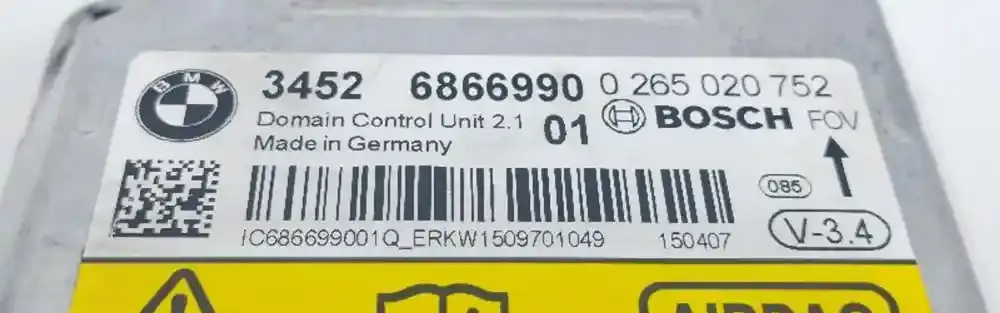 BMW
3452 6866990 0 265 020 752
Domain Control Unit 2.1 01 BOSCH FOV
Made in Germany
085
IC686699001Q_ERKW1509701049 150407
V-3.4
AIRBAG